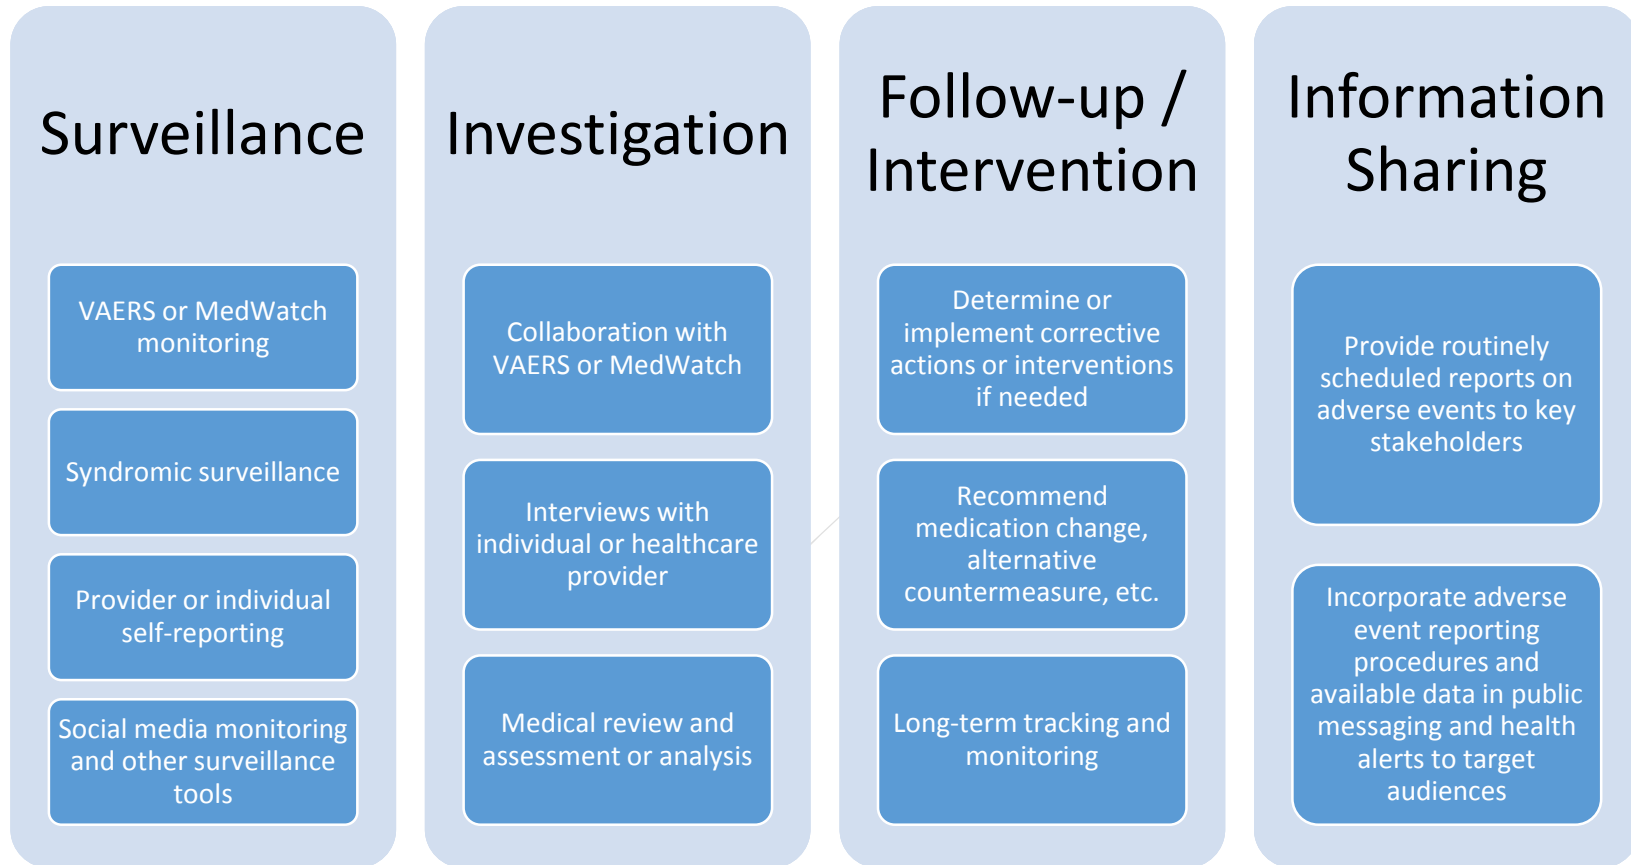 Surveillance
VAERS or MedWatch
monitoring
Syndromic surveillance
Provider or individual
self-reporting
Social media monitoring
and other surveillance
tools
Investigation
Collaboration with
VAERS or MedWatch
Interviews with
individual or healthcare
provider
Medical review and
assessment or analysis
Follow-up /
Intervention
Determine or
implement corrective
actions or interventions
if needed
Recommend
medication change,
alternative
countermeasure, etc.
Long-term tracking and
monitoring
Information
Sharing
Provide routinely
scheduled reports on
adverse events to key
stakeholders
Incorporate adverse
event reporting
procedures and
available data in public
messaging and health
alerts to target
audiences